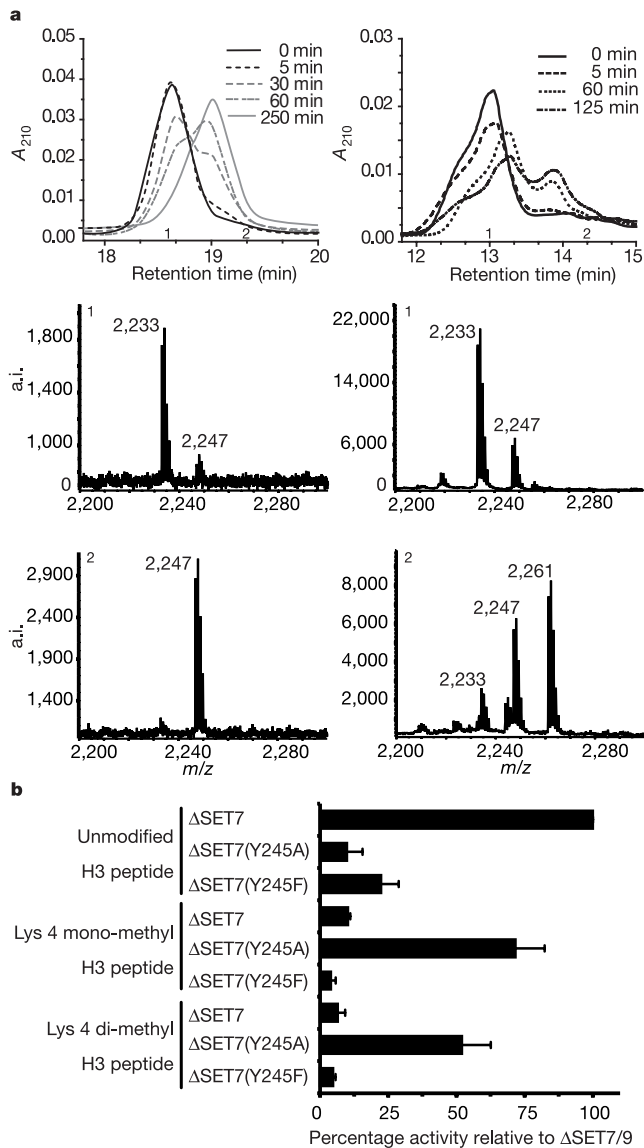 a
0.05
0.04
0.03
0.02
0.01
0.00
A210
0 min
5 min
30 min
60 min
250 min
1
2
18
19
20
Retention time (min)
0.03
0.02
0.01
0.00
A210
0 min
5 min
60 min
125 min
1
2
12
13
14
15
Retention time (min)
1
2,233
2,247
1,800
1,400
1,000
0
a.i.
2,200
2,240
2,280
1
2,233
2,247
22,000
14,000
6,000
0
2,200
2,240
2,280
2
2,247
2,900
2,400
1,900
1,400
a.i.
2,200
2,240
2,280
m/z
2
2,261
2,247
2,233
8,000
6,000
4,000
2,000
2,200
2,240
2,280
m/z
b
Unmodified
H3 peptide
ΔSET7
ΔSET7(Y245A)
ΔSET7(Y245F)
Lys 4 mono-methyl
H3 peptide
ΔSET7
ΔSET7(Y245A)
ΔSET7(Y245F)
Lys 4 di-methyl
H3 peptide
ΔSET7
ΔSET7(Y245A)
ΔSET7(Y245F)
0
25
50
75
100
Percentage activity relative to ΔSET7/9